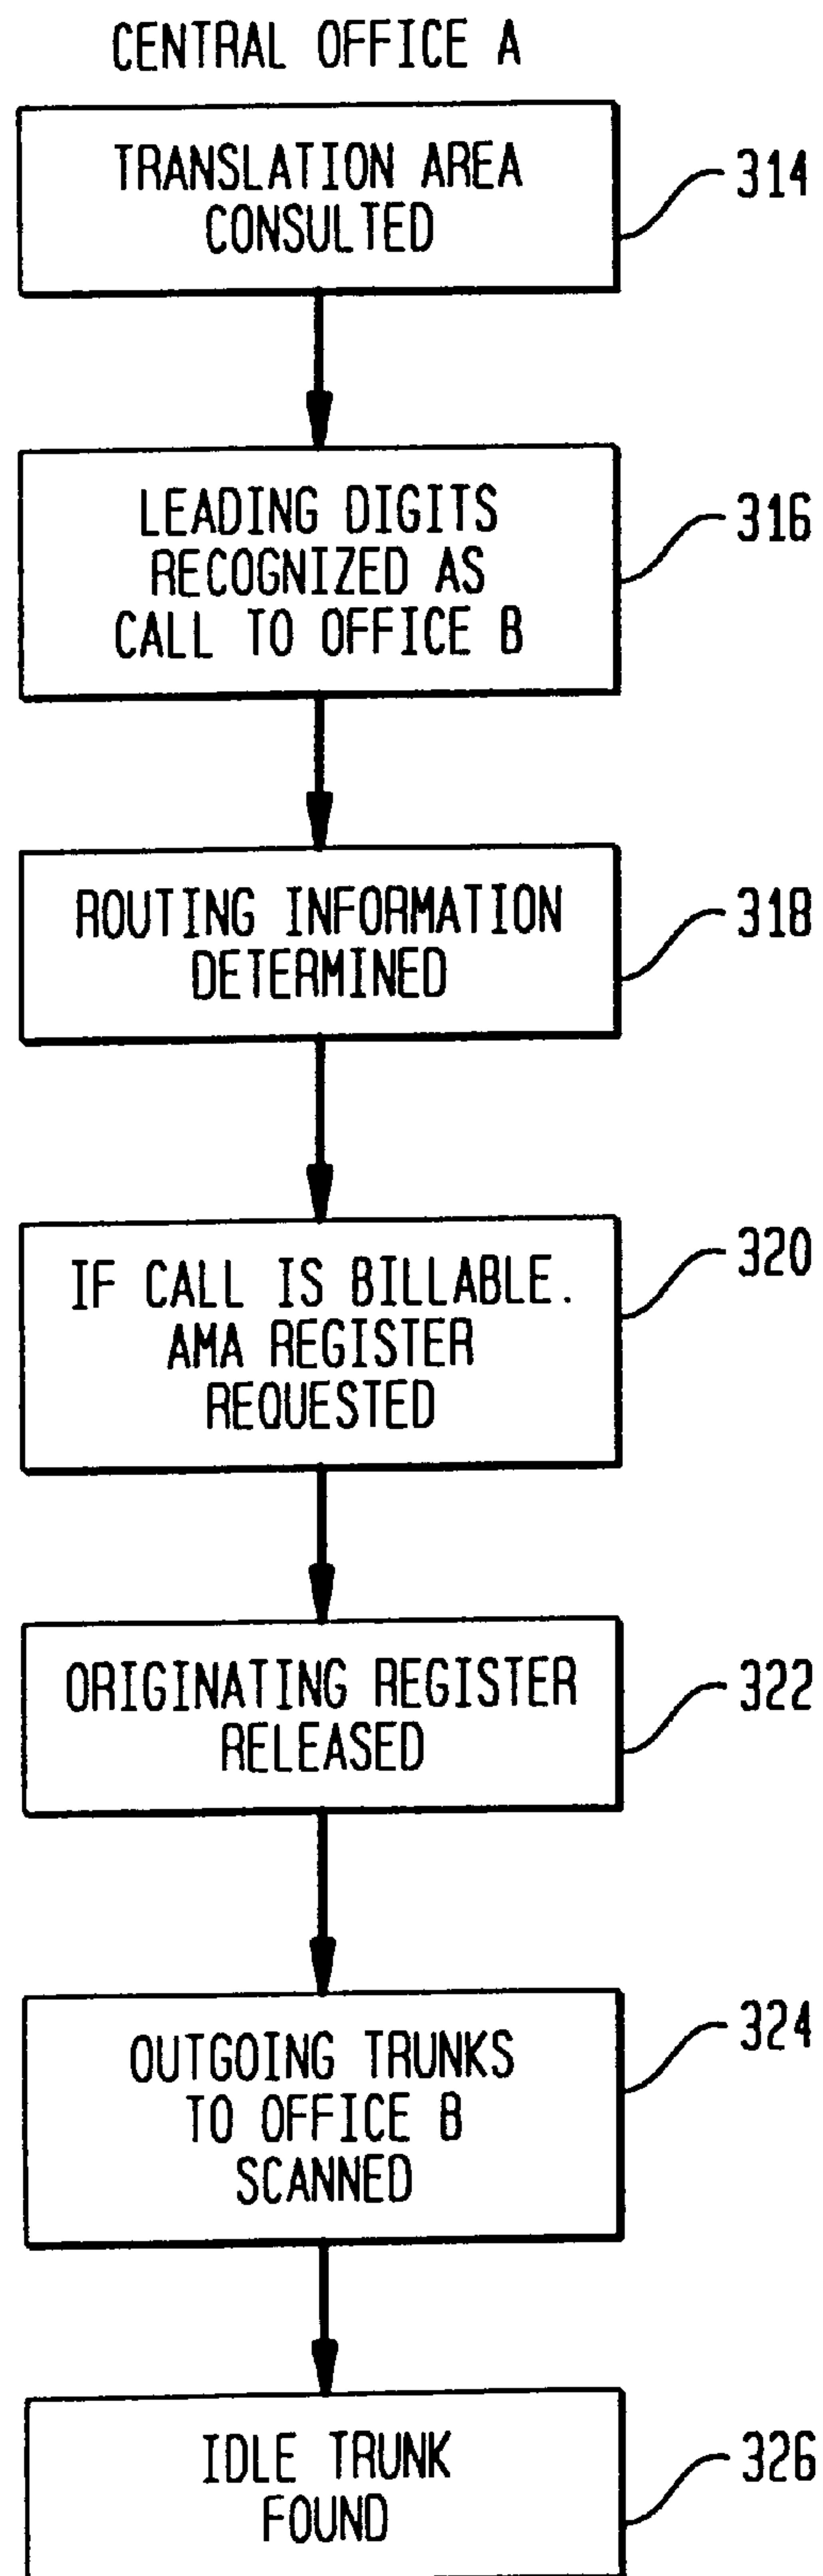 CENTRAL OFFICE A
TRANSLATION AREA
CONSULTED
314
LEADING DIGITS
RECOGNIZED AS
CALL TO OFFICE B
316
ROUTING INFORMATION
DETERMINED
318
IF CALL IS BILLABLE.
AMA REGISTER
REQUESTED
320
ORIGINATING REGISTER
RELEASED
322
OUTGOING TRUNKS
TO OFFICE B
SCANNED
324
IDLE TRUNK
FOUND
326